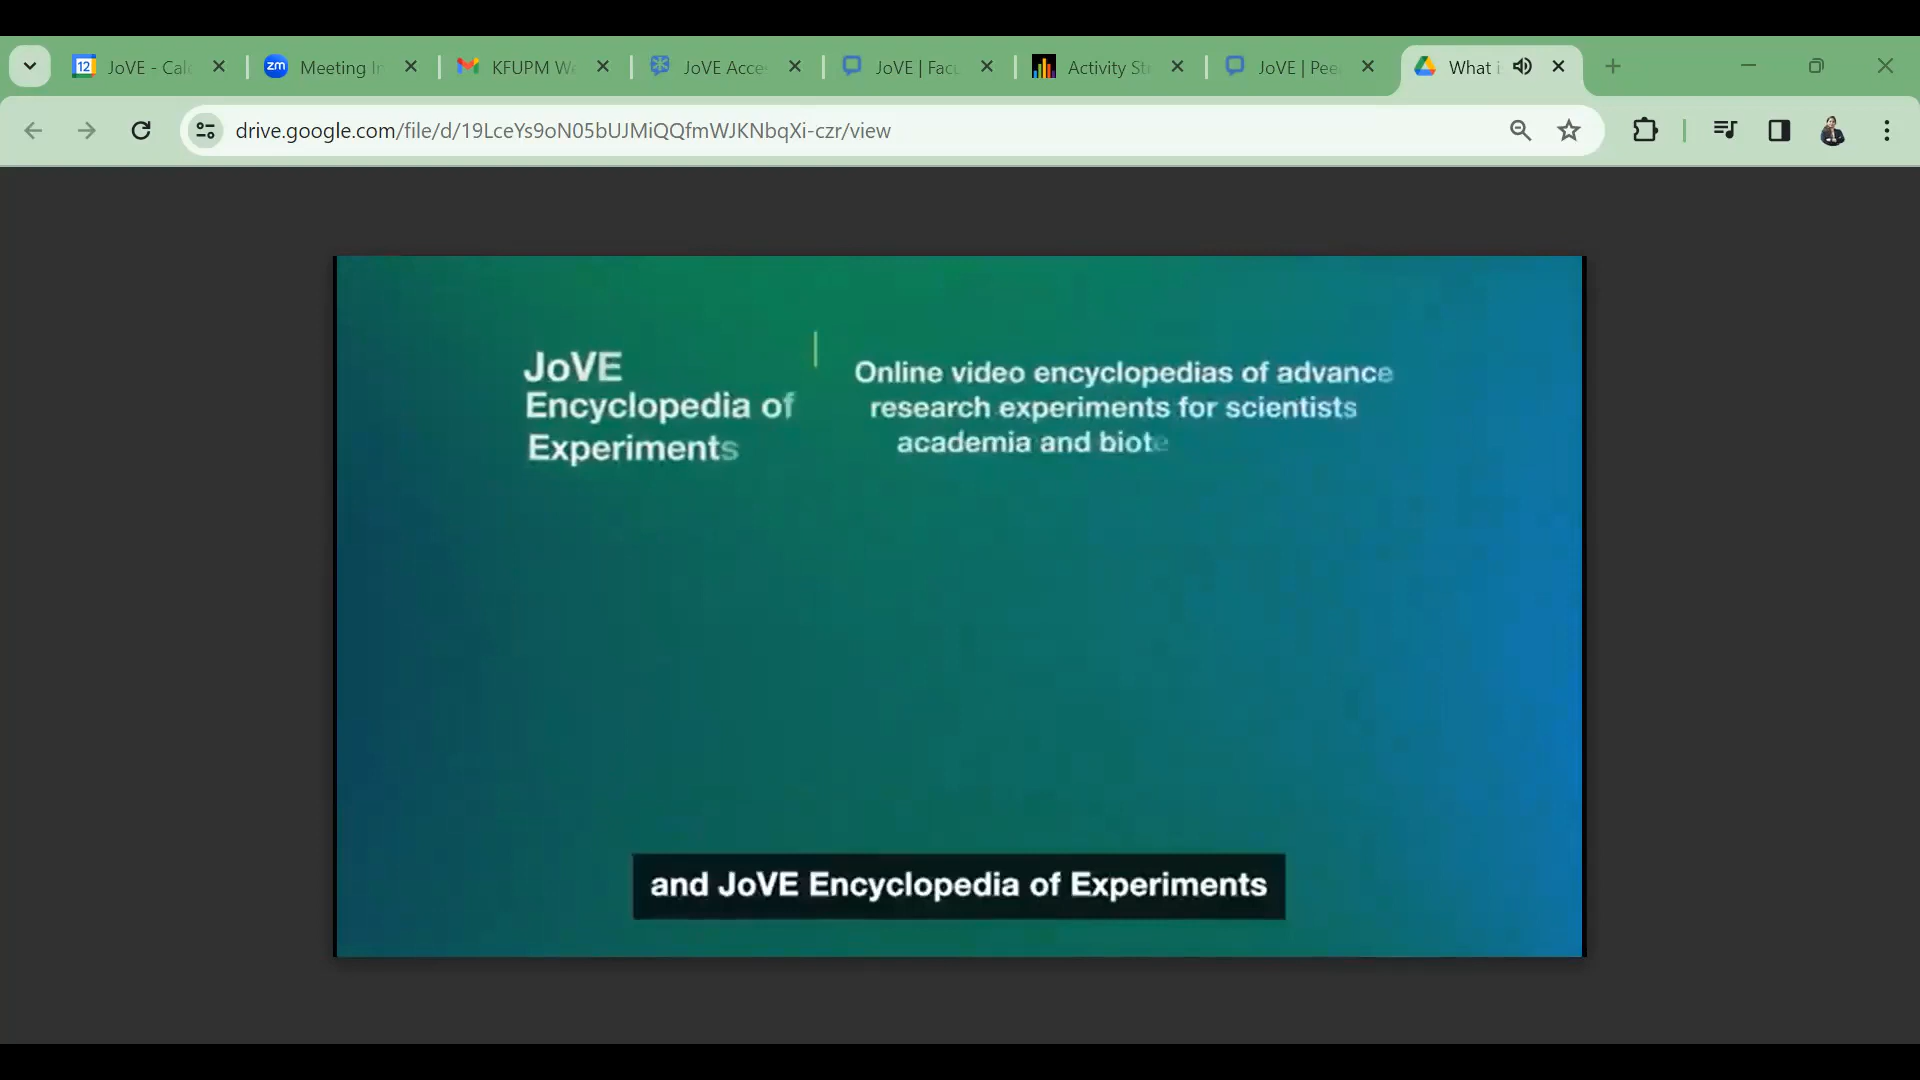 JoVE - Cal
Meeting In
KFUPM We
JoVE Acce
JoVE | Facu
Activity St
JoVE | Pee
What i
drive.google.com/file/d/19LceYs9oN05bUJMiQQfmWJKNbqXi-czr/view
JoVE
Encyclopedia of
Experiments
Online video encyclopedias of advance
research experiments for scientists
academia and biote
and JoVE Encyclopedia of Experiments